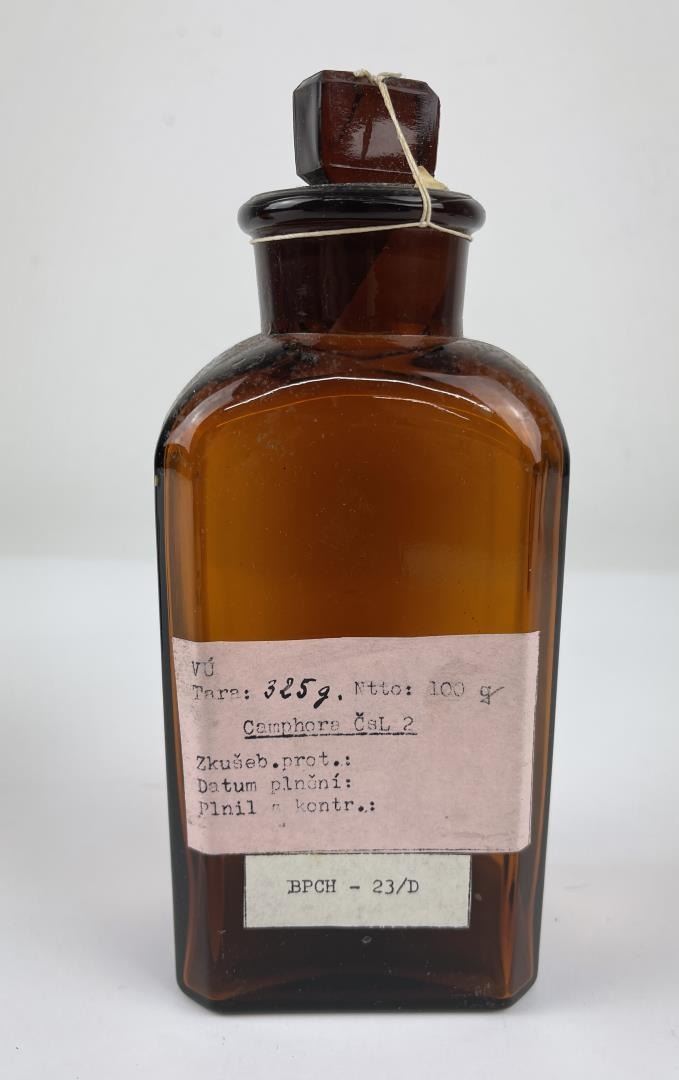 VÚ
Tara: 325g. Ntto: 100 g
Camphora ČsL 2
Zkušeb.prot.:
Datum plnění:
Plnil a kontr.:
BPCH - 23/D